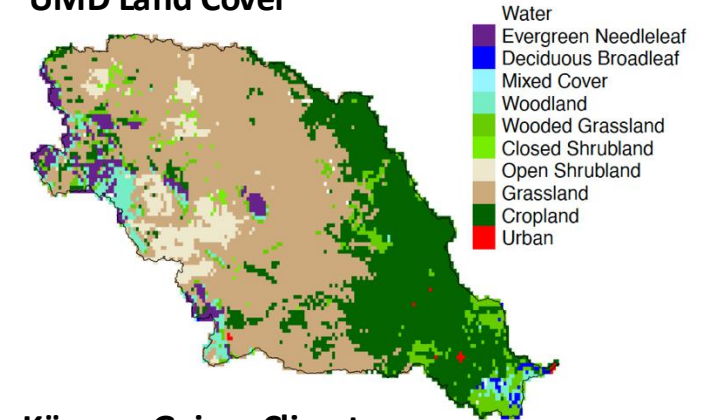 UMD Land Cover
Water
Evergreen Needleleaf
Deciduous Broadleaf
Mixed Cover
Woodland
Wooded Grassland
Closed Shrubland
Open Shrubland
Grassland
Cropland
Urban